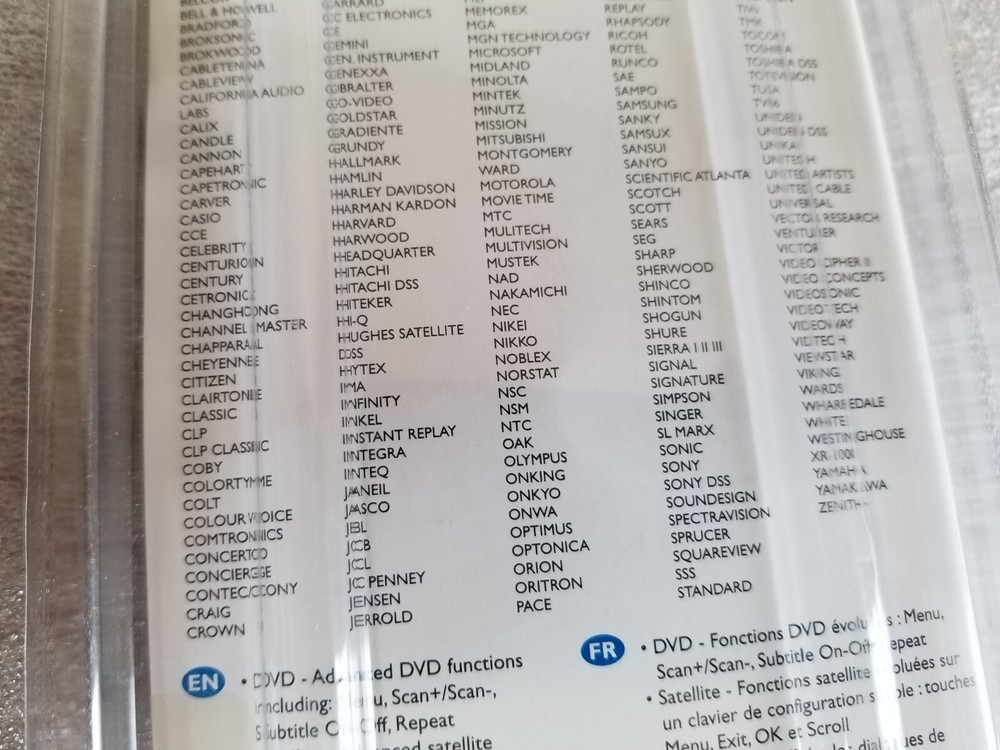 BELL & HOWELL
BRADFORD
BROKSONIC
BROKWOOD
CABLETENNA
CABLEVIEW
CALIFORNIA AUDIO
LABS
CALIX
CANDLE
CANNON
CAPEHART
CAPETRONIC
CARVER
CASIO
CCE
CELEBRITY
CENTURION
CENTURY
CETRONIC
CHANGHONG
CHANNEL MASTER
CHAPPARAL
CHEYENNE
CITIZEN
CLAIRTONE
CLASSIC
CLP
CLP CLASSIC
COBY
COLORTYME
COLT
COLOURVOICE
COMTRONICS
CONCERTO
CONCIERGE
CONTEC/CONY
CRAIG
CROWN
GARRARD
GC ELECTRONICS
GE
GEMINI
GEN. INSTRUMENT
GENEXXA
GIBRALTER
GO-VIDEO
GOLDSTAR
GRADIENTE
GRUNDY
HALLMARK
HAMLIN
HARLEY DAVIDSON
HARMAN KARDON
HARVARD
HARWOOD
HEADQUARTER
HITACHI
HITACHI DSS
HITEKER
HI-Q
HUGHES SATELLITE
DSS
HYTEX
IMA
INFINITY
INKEL
INSTANT REPLAY
INTEGRA
INTEQ
JANEIL
JASCO
JBL
JCB
JCL
JC PENNEY
JENSEN
JERROLD
MEMOREX
MGA
MGN TECHNOLOGY
MICROSOFT
MIDLAND
MINOLTA
MINTEK
MINUTZ
MISSION
MITSUBISHI
MONTGOMERY
WARD
MOTOROLA
MOVIE TIME
MTC
MULITECH
MULTIVISION
MUSTEK
NAD
NAKAMICHI
NEC
NIKEI
NIKKO
NOBLEX
NORSTAT
NSC
NSM
NTC
OAK
OLYMPUS
ONKING
ONKYO
ONWA
OPTIMUS
OPTONICA
ORION
ORITRON
PACE
REPLAY
RHAPSODY
RICOH
ROTEL
RUNCO
SAE
SAMPO
SAMSUNG
SANKY
SAMSUX
SANSUI
SANYO
SCIENTIFIC ATLANTA
SCOTCH
SCOTT
SEARS
SEG
SHARP
SHERWOOD
SHINCO
SHINTOM
SHOGUN
SHURE
SIERRA I II III
SIGNAL
SIGNATURE
SIMPSON
SINGER
SL MARX
SONIC
SONY
SONY DSS
SOUNDESIGN
SPECTRAVISION
SPRUCER
SQUAREVIEW
SSS
STANDARD
TMK
TOCOM
TOSHIBA
TOSHIBA DSS
TOTEVISION
TUSA
UNIDEN
UNIDEN DSS
UNIKA
UNITECH
UNITED ARTISTS
UNITED CABLE
UNIVERSAL
VECTOR RESEARCH
VENTURER
VICTOR
VIDEO CIPHER II
VIDEO CONCEPTS
VIDEOSONIC
VIDEOTECH
VIDEOWAY
VIDTECH
VIEWSTAR
VIKING
WARDS
WHARFEDALE
WHITE
WESTINGHOUSE
XR-1001
YAMAHA
YAMAKAWA
ZENITH
EN
• DVD - Advanced DVD functions
including: Menu, Scan+/Scan-,
Subtitle On-Off, Repeat
satellite
FR
• DVD - Fonctions DVD évoluées : Menu,
Scan+/Scan-, Subtitle On-Off, Repeat
• Satellite - Fonctions satellite évoluées sur
un clavier de configuration simple : touches
Menu, Exit, OK et Scroll
de